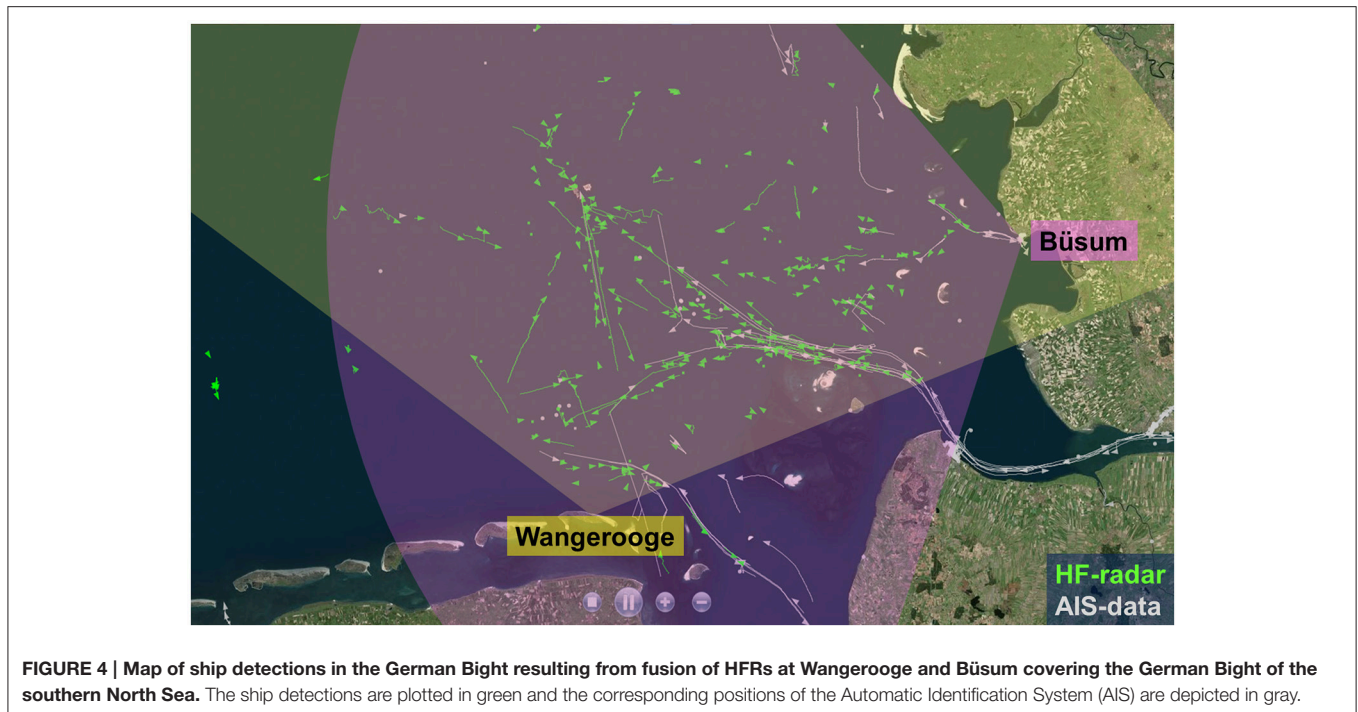 Büsum
Wangerooge
HF-radar
AIS-data
FIGURE 4 | Map of ship detections in the German Bight resulting from fusion of HFRs at Wangerooge and Büsum covering the German Bight of the
southern North Sea. The ship detections are plotted in green and the corresponding positions of the Automatic Identification System (AIS) are depicted in gray.